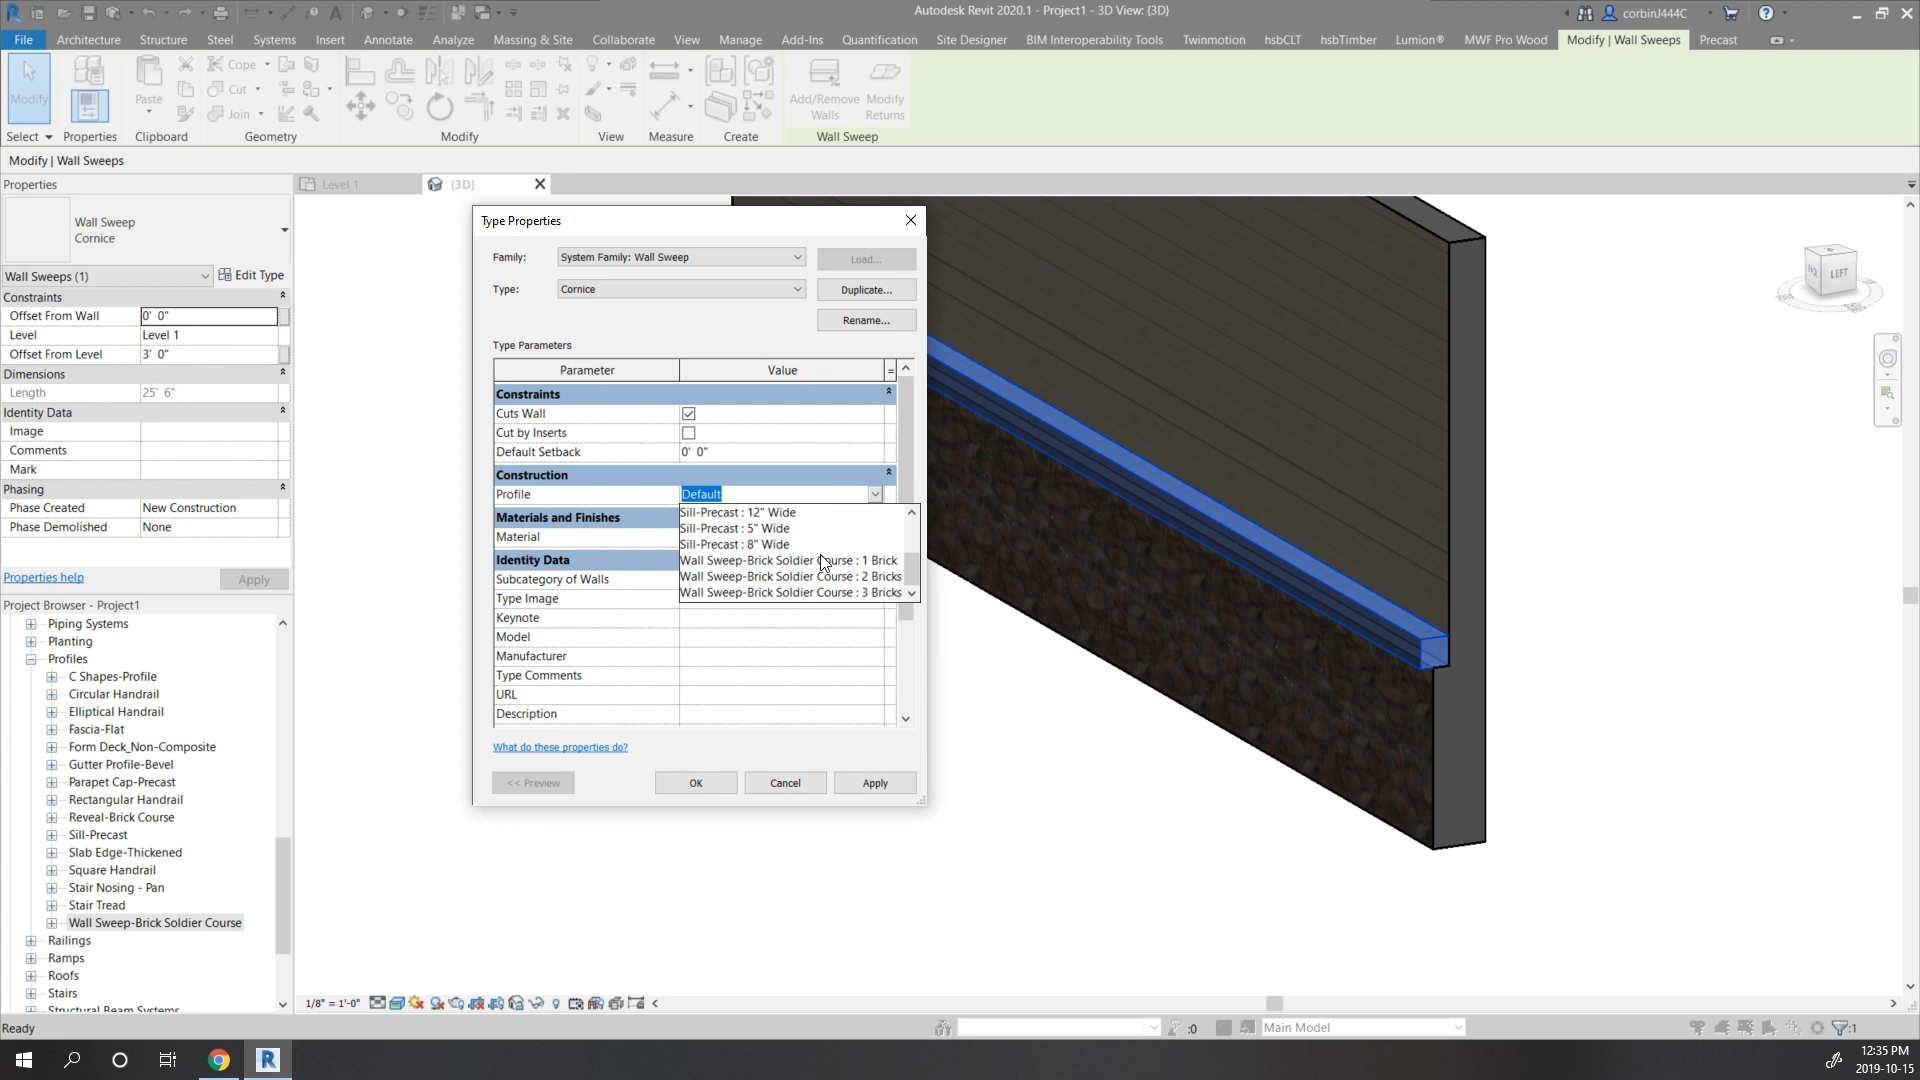 Autodesk Revit 2020.1 - Project1 - 3D View: {3D}
corbinJ444C
File Architecture Structure Steel Systems Insert Annotate Analyze Massing & Site Collaborate View Manage Add-Ins Quantification Site Designer BIM Interoperability Tools Twinmotion hsbCLT hsbTimber Lumion® MWF Pro Wood Modify | Wall Sweeps Precast
Modify
Paste
Cope
Cut
Join
Add/Remove Walls
Modify Returns
Select Properties Clipboard Geometry Modify View Measure Create Wall Sweep
Modify | Wall Sweeps
Properties
Wall Sweep
Cornice
Wall Sweeps (1) Edit Type
Constraints
Offset From Wall 0' 0"
Level Level 1
Offset From Level 3' 0"
Dimensions
Length 25' 6"
Identity Data
Image
Comments
Mark
Phasing
Phase Created New Construction
Phase Demolished None
Properties help Apply
Project Browser - Project1
Piping Systems
Planting
Profiles
C Shapes-Profile
Circular Handrail
Elliptical Handrail
Fascia-Flat
Form Deck_Non-Composite
Gutter Profile-Bevel
Parapet Cap-Precast
Rectangular Handrail
Reveal-Brick Course
Sill-Precast
Slab Edge-Thickened
Square Handrail
Stair Nosing - Pan
Stair Tread
Wall Sweep-Brick Soldier Course
Railings
Ramps
Roofs
Stairs
Structural Beam Systems
Level 1 {3D}
Type Properties
Family: System Family: Wall Sweep Load...
Type: Cornice Duplicate...
Rename...
Type Parameters
Parameter Value =
Constraints
Cuts Wall
Cut by Inserts
Default Setback 0' 0"
Construction
Profile Default
Materials and Finishes
Material
Identity Data
Subcategory of Walls
Type Image
Keynote
Model
Manufacturer
Type Comments
URL
Description
Sill-Precast : 12" Wide
Sill-Precast : 5" Wide
Sill-Precast : 8" Wide
Wall Sweep-Brick Soldier Course : 1 Brick
Wall Sweep-Brick Soldier Course : 2 Bricks
Wall Sweep-Brick Soldier Course : 3 Bricks
What do these properties do?
<< Preview OK Cancel Apply
LEFT
1/8" = 1'-0"
Ready
:0
Main Model
:1
12:35 PM
2019-10-15